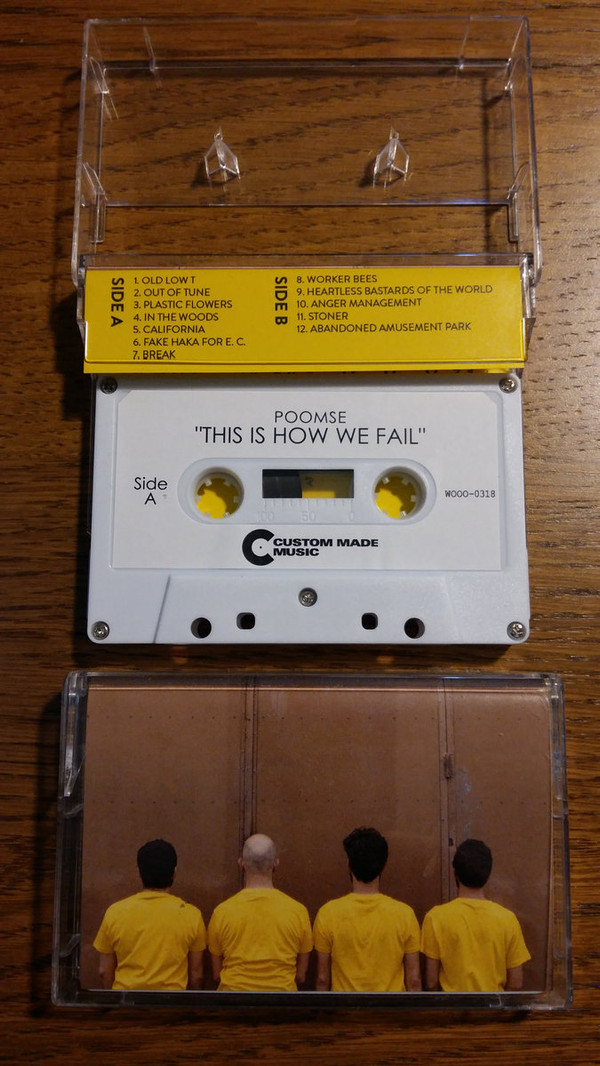 SIDE A
1. OLD LOW T
2. OUT OF TUNE
3. PLASTIC FLOWERS
4. IN THE WOODS
5. CALIFORNIA
6. FAKE HAKA FOR E. C.
7. BREAK
SIDE B
8. WORKER BEES
9. HEARTLESS BASTARDS OF THE WORLD
10. ANGER MANAGEMENT
11. STONER
12. ABANDONED AMUSEMENT PARK
POOMSE
"THIS IS HOW WE FAIL"
Side
A
WOOO-0318
50 0
CUSTOM MADE
MUSIC